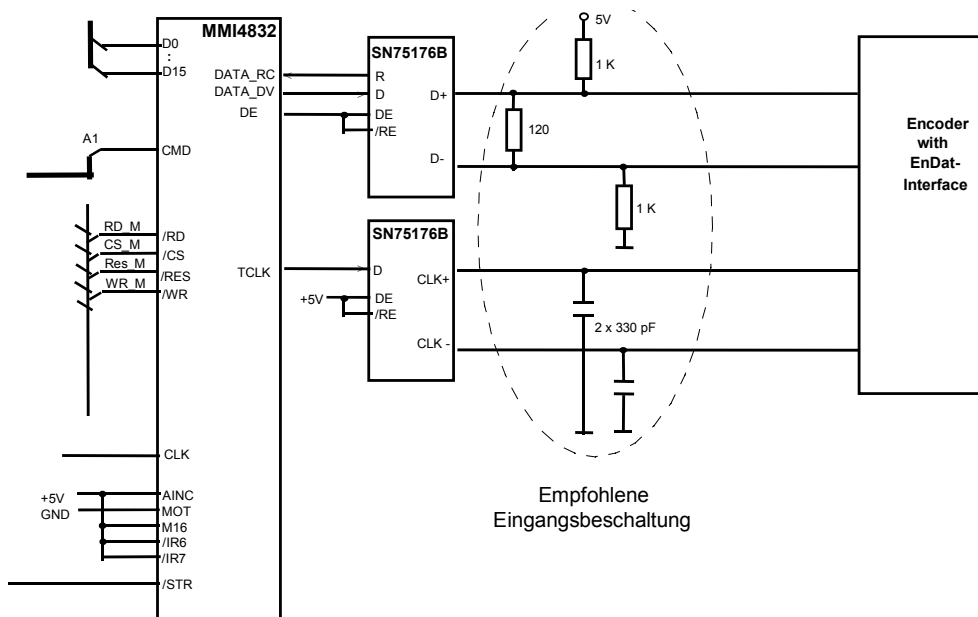 MMI4832
D0
:
D15
A1
CMD
RD_M
/RD
CS_M
/CS
Res_M
/RES
WR_M
/WR
CLK
+5V
AINC
GND
MOT
M16
/IR6
/IR7
/STR
DATA_RC
DATA_DV
DE
TCLK
SN75176B
R
D
DE
/RE
D+
D-
SN75176B
D
+5V
DE
/RE
CLK+
CLK -
5V
1 K
120
1 K
2 x 330 pF
Empfohlene
Eingangsbeschaltung
Encoder
with
EnDat-
Interface